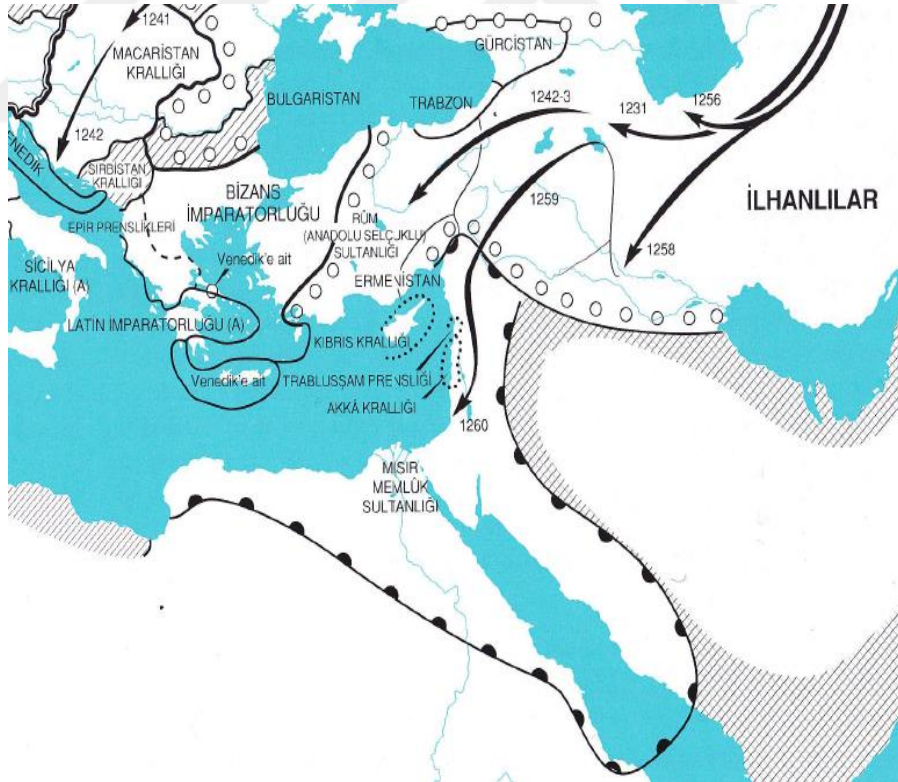 1241
MACARİSTAN
KRALLIĞI
GÜRCİSTAN
BULGARİSTAN
TRABZON
1242-3
1231
1256
1242
ENEDİK
SIRBİSTAN
KRALLIĞI
BİZANS
İMPARATORLUĞU
RÛM
(ANADOLU SELÇUKLU)
SULTANLIĞI
1259
İLHANLILAR
EPİR PRENSLİKLERİ
1258
SİCİLYA
KRALLIĞI (A)
Venedik'e ait
ERMENİSTAN
LATİN İMPARATORLUĞU (A)
KIBRIS KRALLIĞI
Venedik'e ait
TRABLUSŞAM PRENSLİĞİ
AKKÂ KRALLIĞI
1260
MISIR
MEMLÛK
SULTANLIĞI